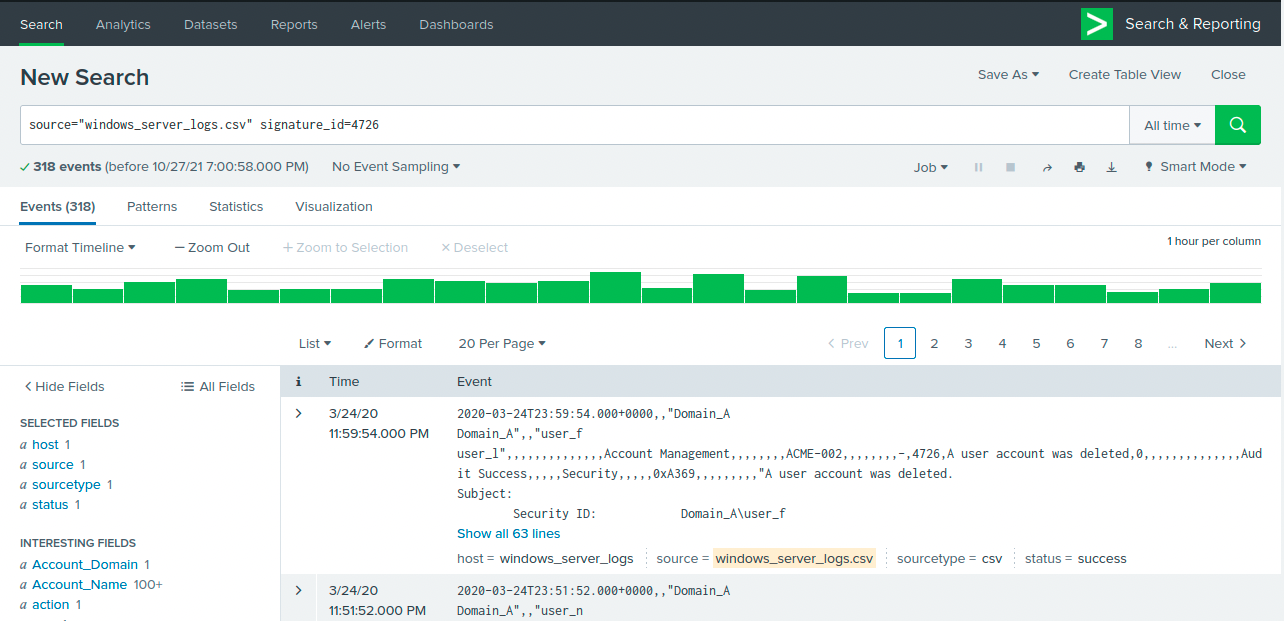 Search Analytics Datasets Reports Alerts Dashboards Search & Reporting
New Search
Save As Create Table View Close
source="windows_server_logs.csv" signature_id=4726
All time
318 events (before 10/27/21 7:00:58.000 PM) No Event Sampling
Job Smart Mode
Events (318) Patterns Statistics Visualization
Format Timeline — Zoom Out + Zoom to Selection × Deselect
1 hour per column
List Format 20 Per Page
< Prev 1 2 3 4 5 6 7 8 ... Next >
< Hide Fields All Fields
SELECTED FIELDS
a host 1
a source 1
a sourcetype 1
a status 1
INTERESTING FIELDS
a Account_Domain 1
a Account_Name 100+
a action 1
i Time Event
3/24/20
11:59:54.000 PM
2020-03-24T23:59:54.000+0000,,"Domain_A
Domain_A",,"user_f
user_l",,,,,,,,,,,,,,Account Management,,,,,,,,ACME-002,,,,,,,,-,4726,A user account was deleted,0,,,,,,,,,,,,,,Aud
it Success,,,,,Security,,,,,0xA369,,,,,,,,,"A user account was deleted.
Subject:
Security ID: Domain_A\user_f
Show all 63 lines
host = windows_server_logs source = windows_server_logs.csv sourcetype = csv status = success
3/24/20
11:51:52.000 PM
2020-03-24T23:51:52.000+0000,,"Domain_A
Domain_A",,"user_n